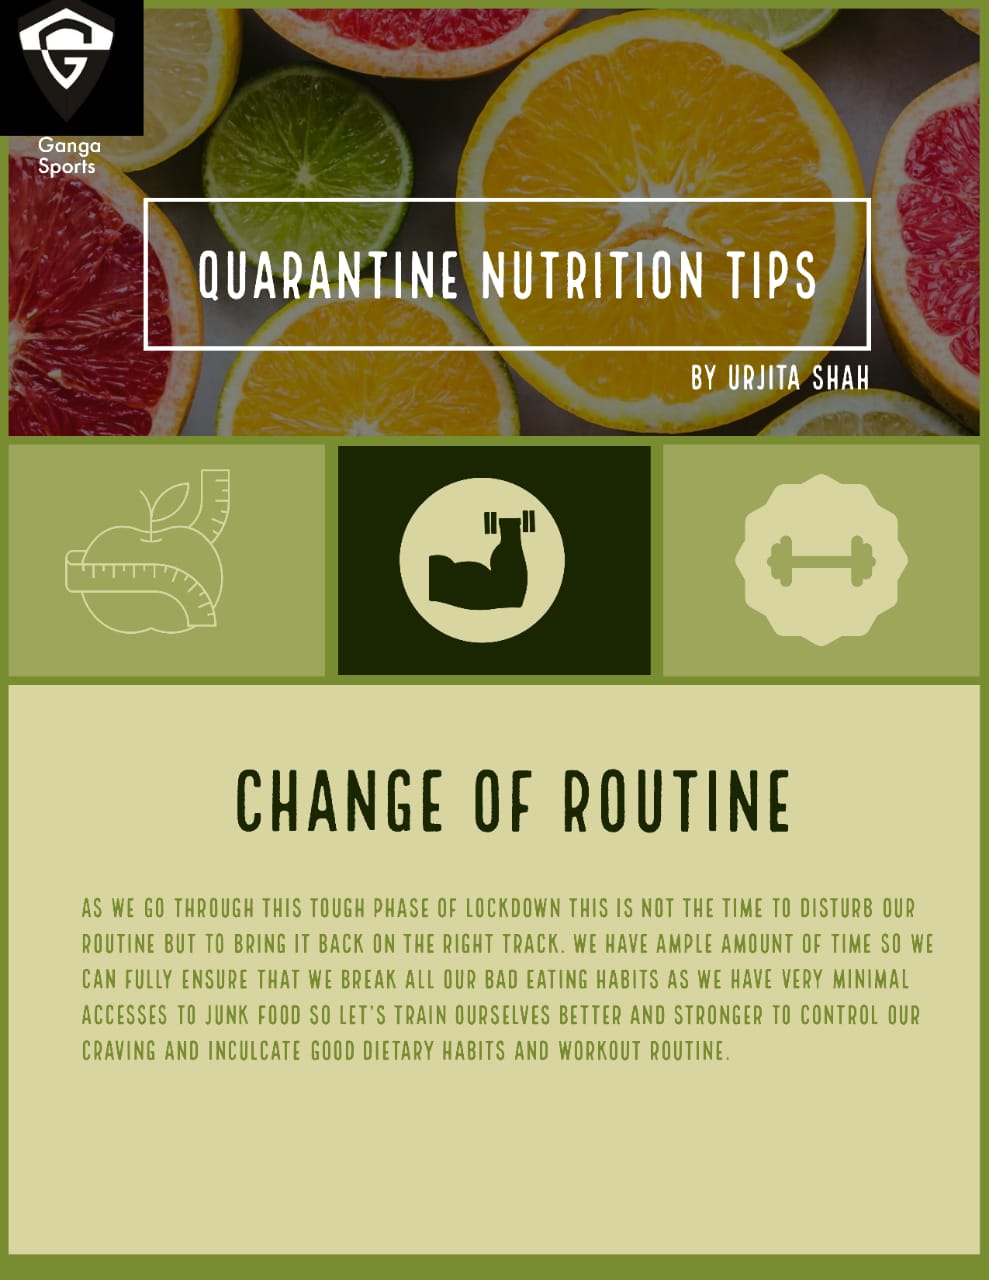 G
Ganga
Sports
QUARANTINE NUTRITION TIPS
BY URJITA SHAH
CHANGE OF ROUTINE
AS WE GO THROUGH THIS TOUGH PHASE OF LOCKDOWN THIS IS NOT THE TIME TO DISTURB OUR
ROUTINE BUT TO BRING IT BACK ON THE RIGHT TRACK. WE HAVE AMPLE AMOUNT OF TIME SO WE
CAN FULLY ENSURE THAT WE BREAK ALL OUR BAD EATING HABITS AS WE HAVE VERY MINIMAL
ACCESSES TO JUNK FOOD SO LET'S TRAIN OURSELVES BETTER AND STRONGER TO CONTROL OUR
CRAVING AND INCULCATE GOOD DIETARY HABITS AND WORKOUT ROUTINE.